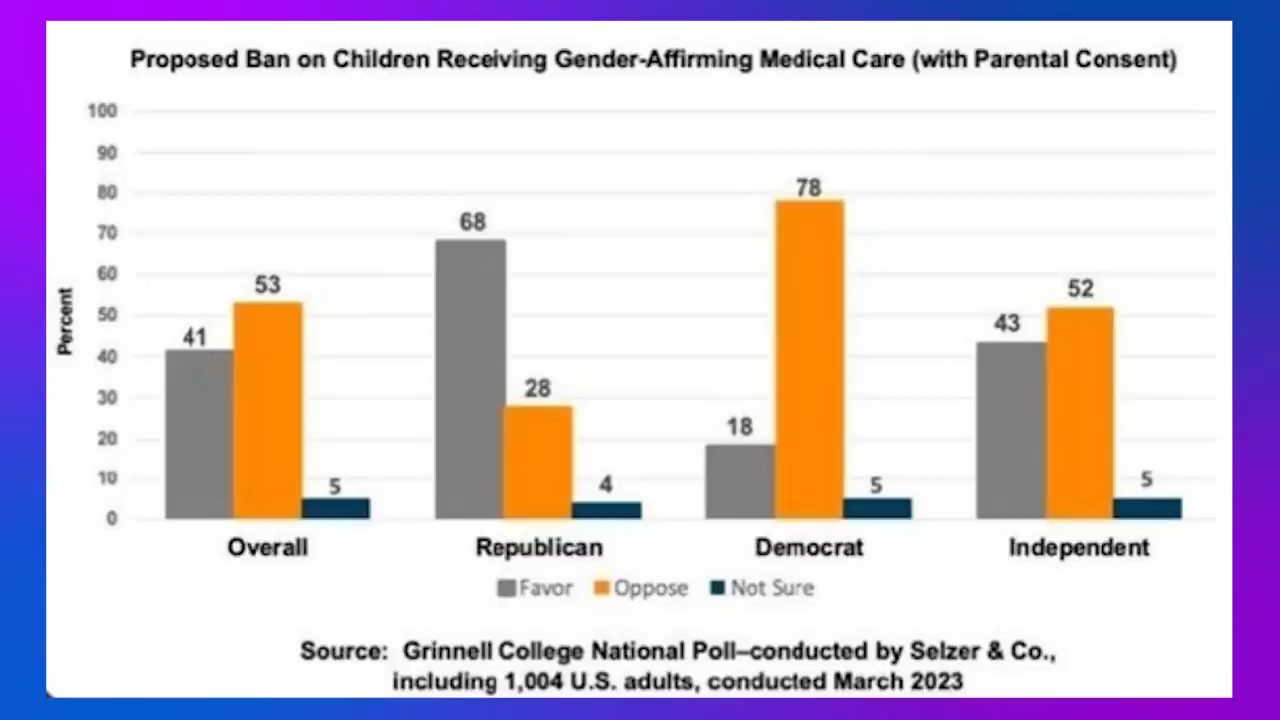 Proposed Ban on Children Receiving Gender-Affirming Medical Care (with Parental Consent)
100
90
80
70
60
50
40
30
20
10
0
Percent
41
53
5
68
28
4
18
78
5
43
52
5
Overall
Republican
Democrat
Independent
Favor Oppose Not Sure
Source: Grinnell College National Poll–conducted by Selzer & Co.,
including 1,004 U.S. adults, conducted March 2023